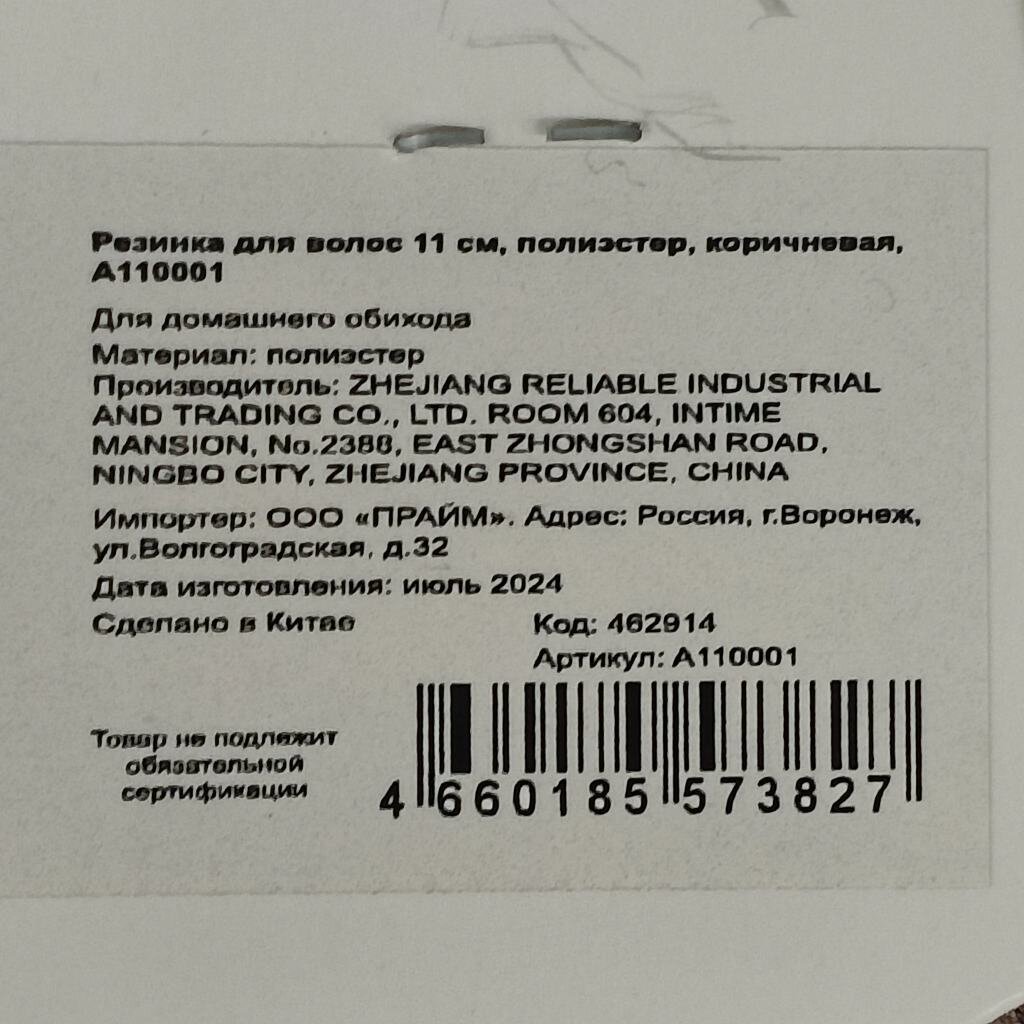 Резинка для волос 11 см, полиэстер, коричневая,
А110001
Для домашнего обихода
Материал: полиэстер
Производитель: ZHEJIANG RELIABLE INDUSTRIAL
AND TRADING CO., LTD. ROOM 604, INTIME
MANSION, No.2388, EAST ZHONGSHAN ROAD,
NINGBO CITY, ZHEJIANG PROVINCE, CHINA
Импортер: ООО «ПРАЙМ». Адрес: Россия, г.Воронеж,
ул.Волгоградская, д.32
Дата изготовления: июль 2024
Сделано в Китае
Код: 462914
Артикул: А110001
Товар не подлежит
обязательной
сертификации
4 660185 573827